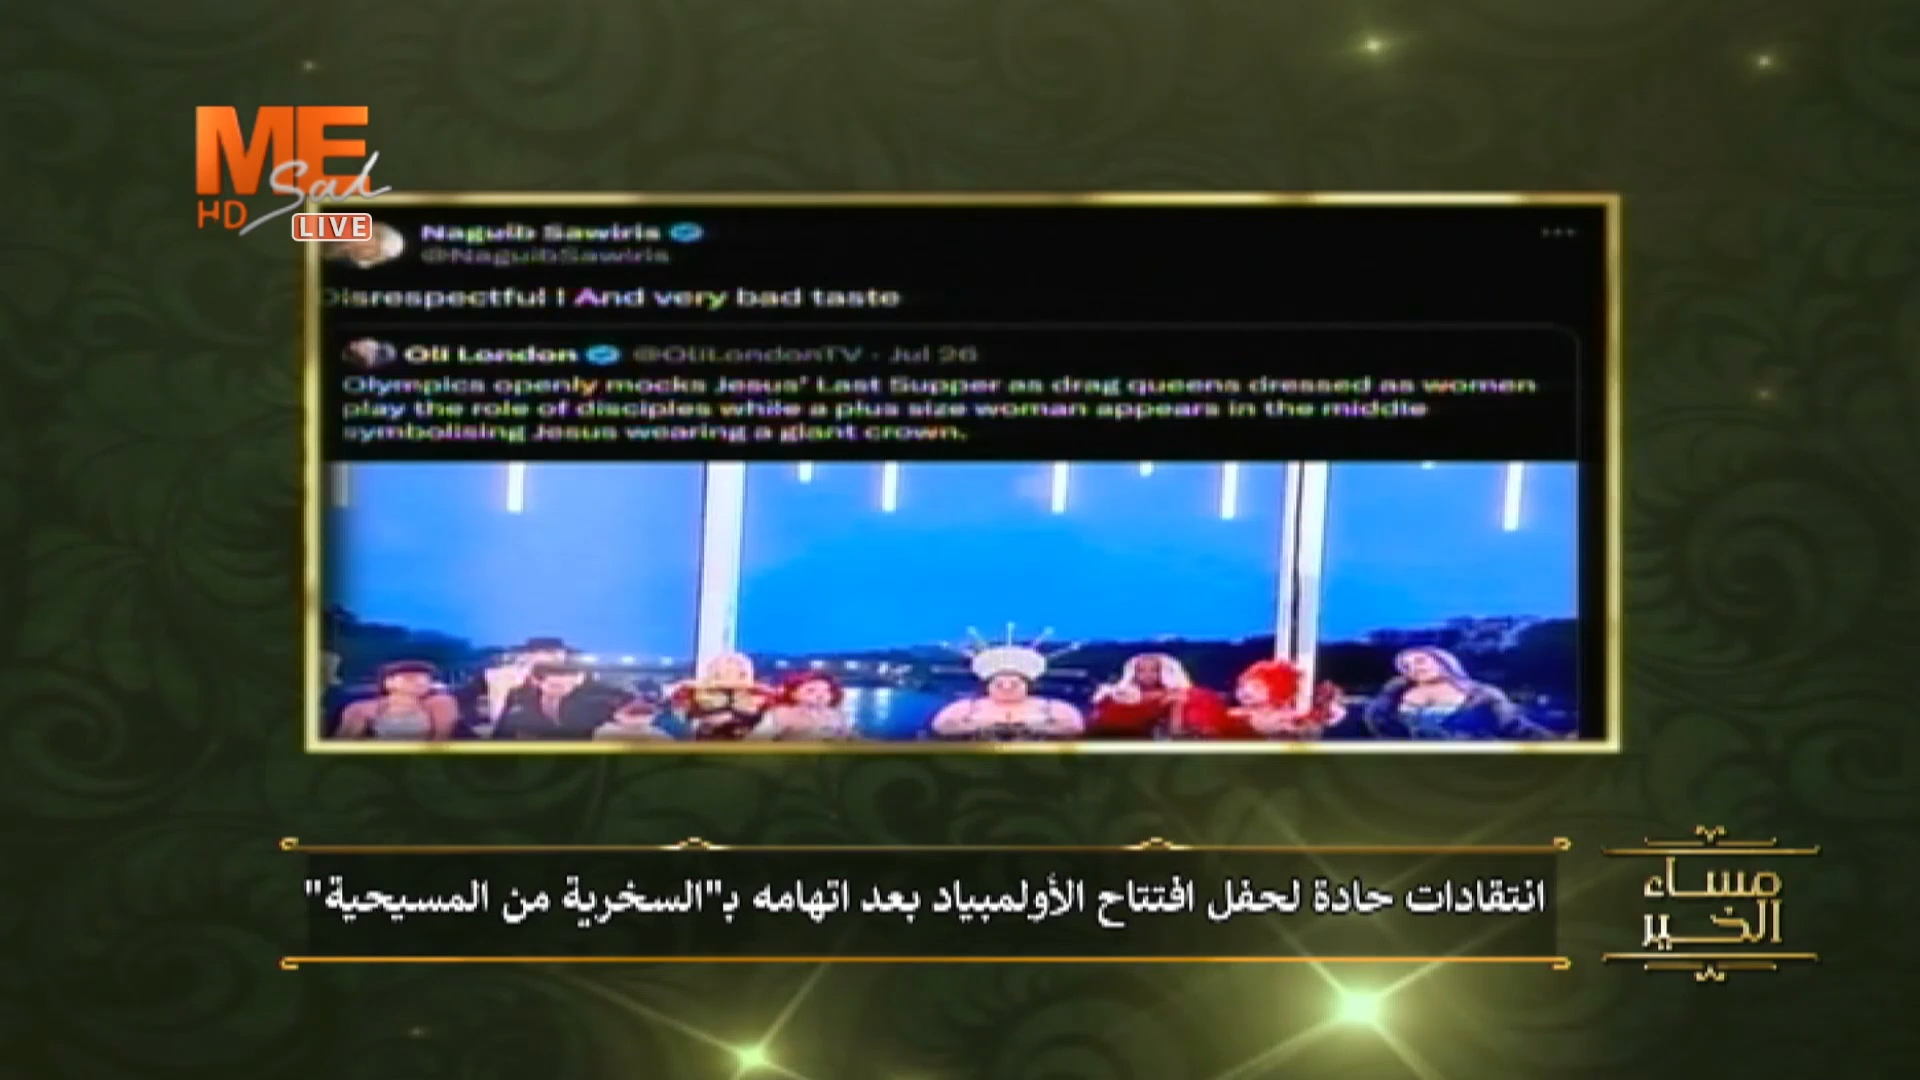 ME
Sat
HD
LIVE
Naguib Sawiris
@NaguibSawiris
Disrespectful ! And very bad taste
Oli London @OliLondonTV · Jul 26
Olympics openly mocks Jesus' Last Supper as drag queens dressed as women
play the role of disciples while a plus size woman appears in the middle
symbolising Jesus wearing a giant crown.
انتقادات حادة لحفل افتتاح الأولمبياد بعد اتهامه بـ"السخرية من المسيحية"
مساء
الخير